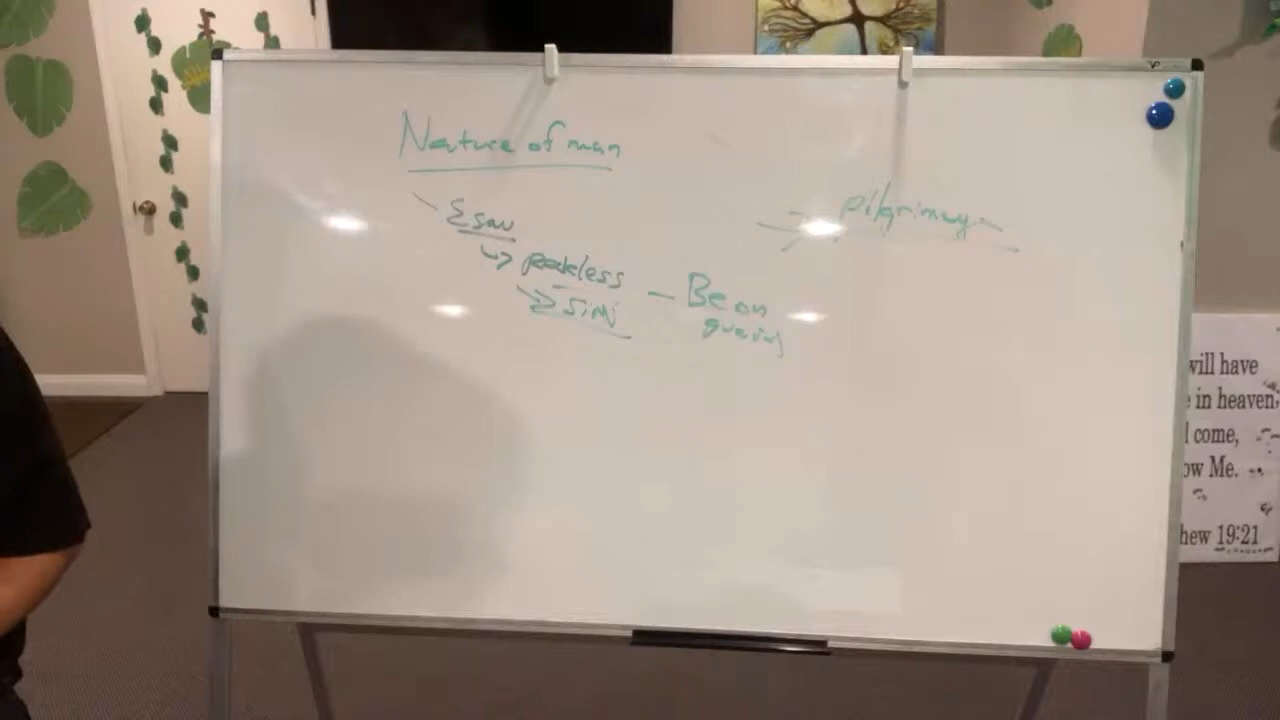 Nature of man
Esau
pilgrimage
reckless
Be on
guard
will have
in heaven,
come,
ow Me.
hew 19:21